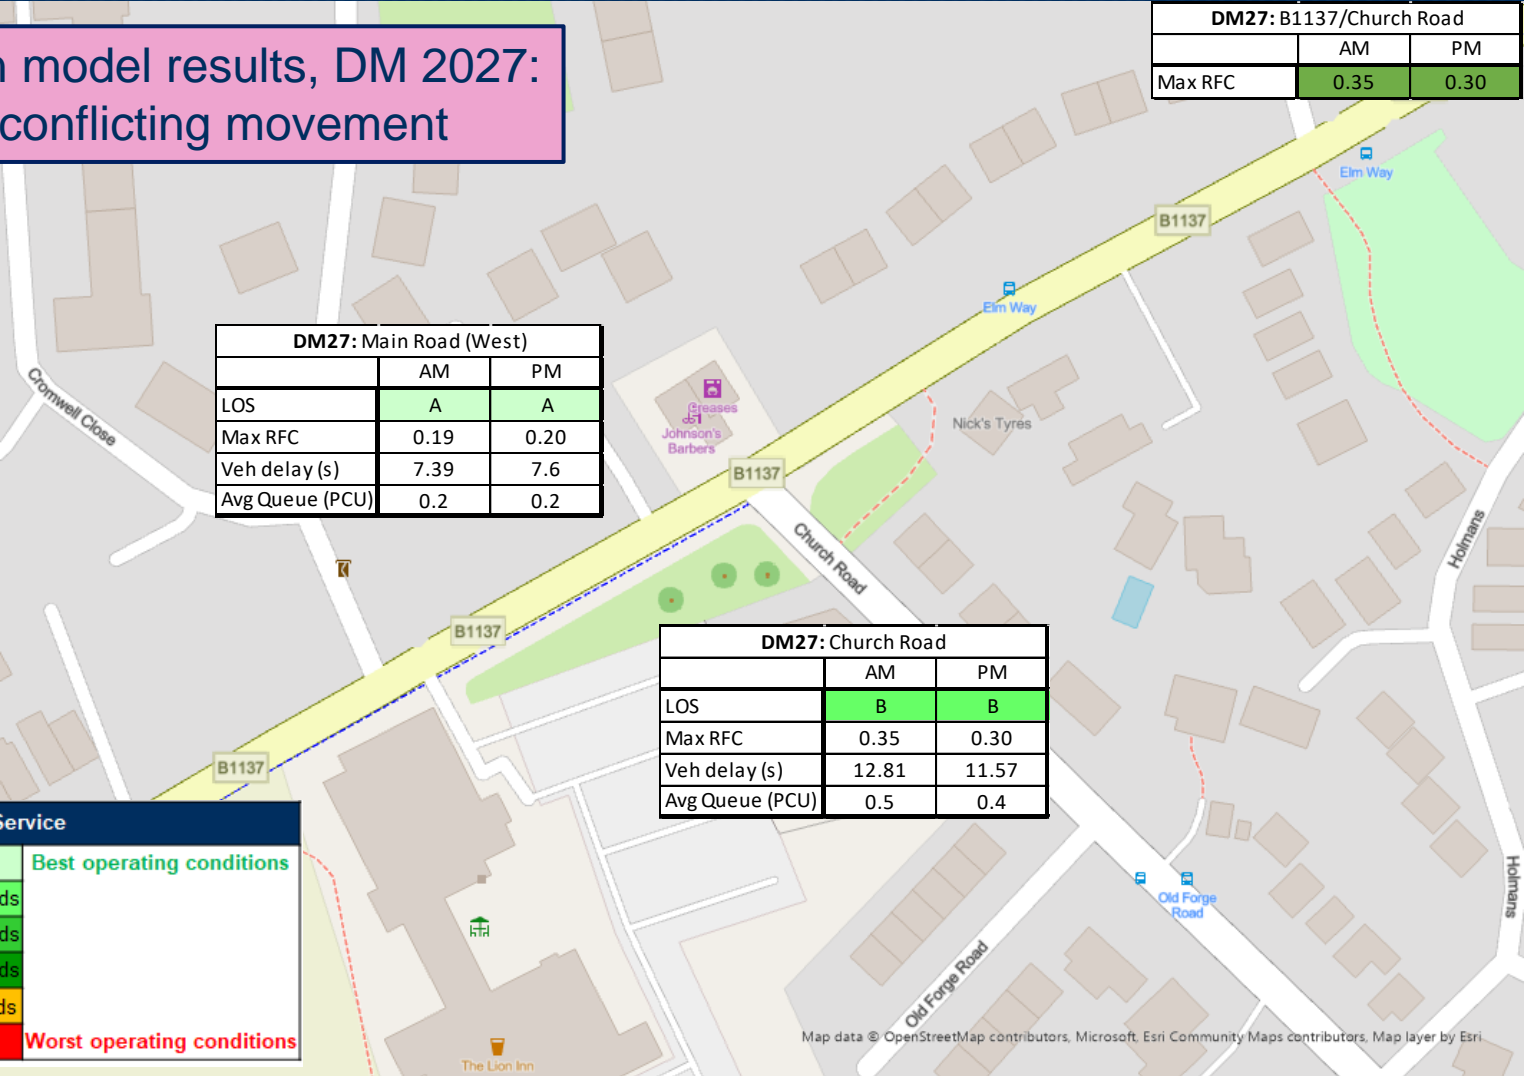 model results, DM 2027:
conflicting movement
DM27: B1137/Church Road
AM PM
Max RFC 0.35 0.30
Elm Way
B1137
Elm Way
DM27: Main Road (West)
AM PM
LOS A A
Max RFC 0.19 0.20
Veh delay (s) 7.39 7.6
Avg Queue (PCU) 0.2 0.2
Cromwell Close
Greases
Johnson's
Barbers
Nick's Tyres
B1137
Church Road
Holmans
B1137
DM27: Church Road
AM PM
LOS B B
Max RFC 0.35 0.30
Veh delay (s) 12.81 11.57
Avg Queue (PCU) 0.5 0.4
B1137
Service
Best operating conditions
ds
ds
ds
ds
Worst operating conditions
Old Forge
Road
Holmans
Old Forge Road
The Lion Inn
Map data © OpenStreetMap contributors, Microsoft, Esri Community Maps contributors, Map layer by Esri